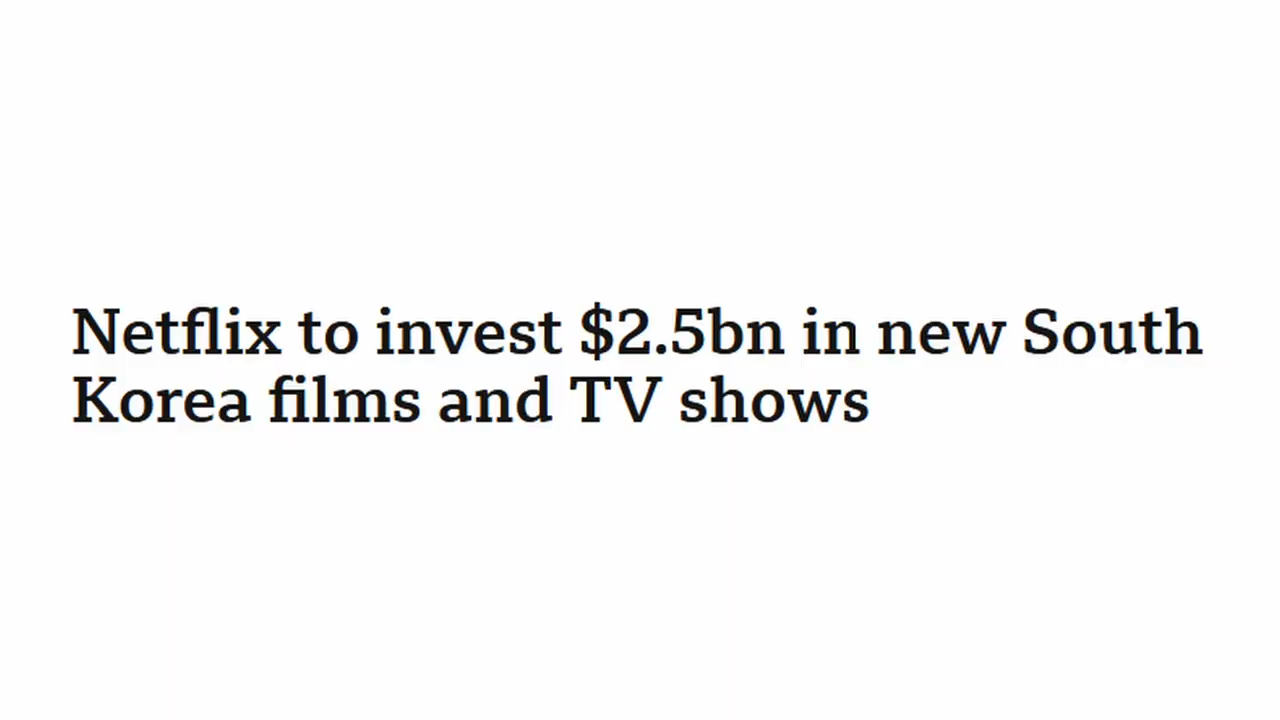 Netflix to invest $2.5bn in new South
Korea films and TV shows